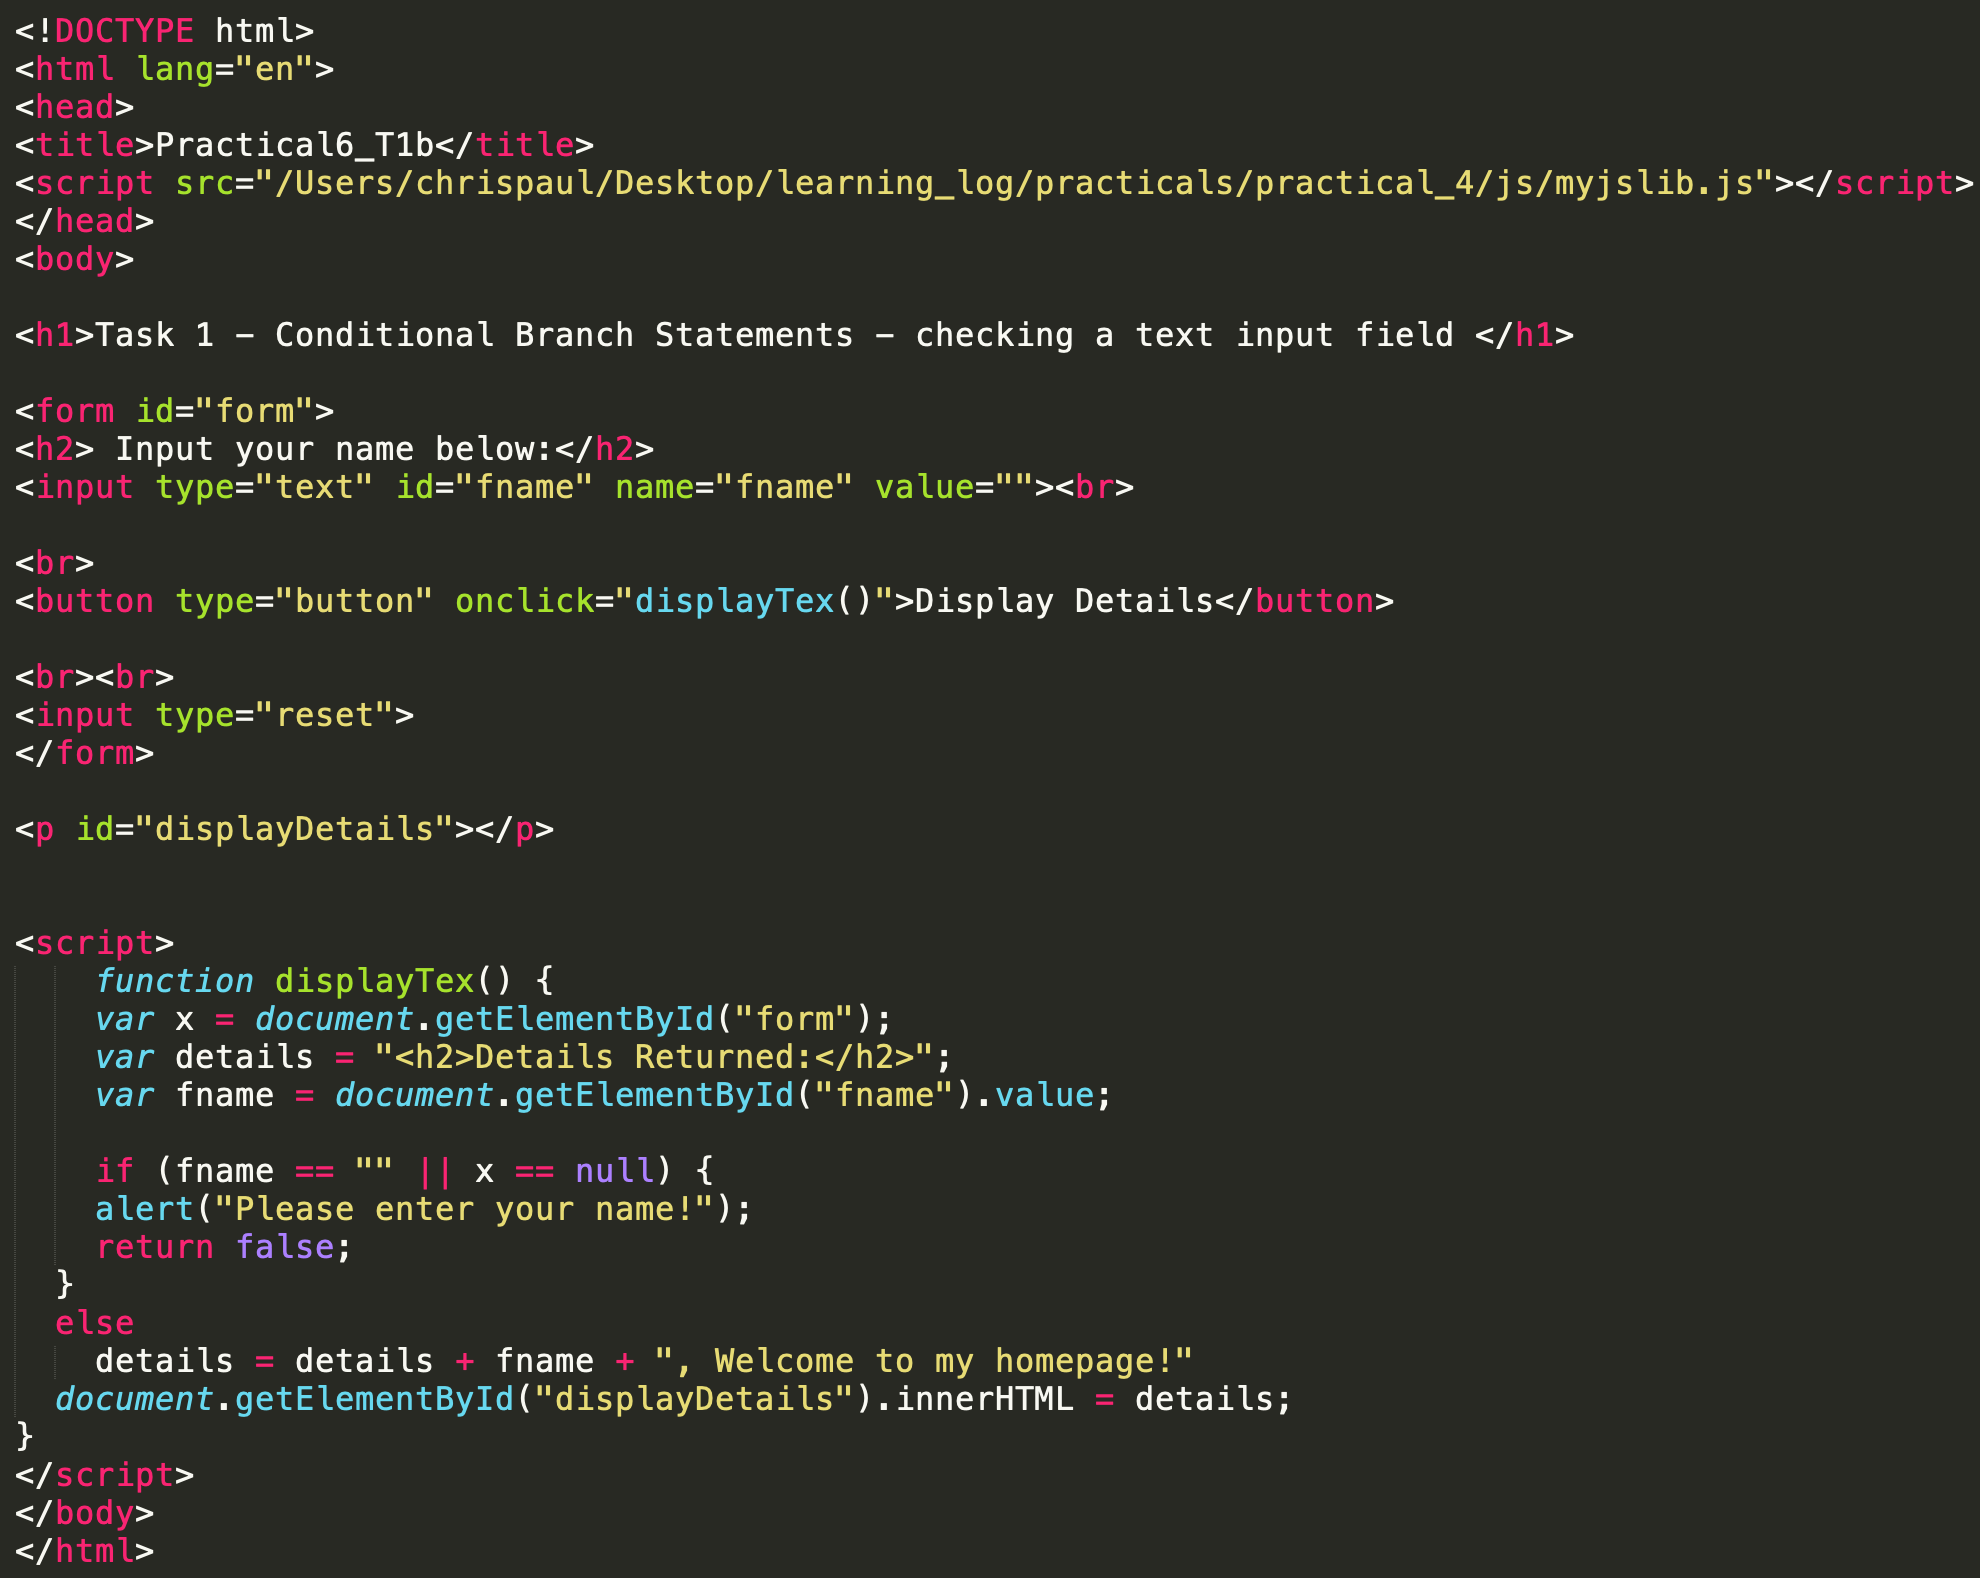 <!DOCTYPE html>
<html lang="en">
<head>
<title>Practical6_T1b</title>
<script src="/Users/chrispaul/Desktop/learning_log/practicals/practical_4/js/myjslib.js"></script>
</head>
<body>
<h1>Task 1 – Conditional Branch Statements – checking a text input field </h1>
<form id="form">
<h2> Input your name below:</h2>
<input type="text" id="fname" name="fname" value=""><br>
<br>
<button type="button" onclick="displayTex()">Display Details</button>
<br><br>
<input type="reset">
</form>
<p id="displayDetails"></p>
<script>
    function displayTex() {
    var x = document.getElementById("form");
    var details = "<h2>Details Returned:</h2>";
    var fname = document.getElementById("fname").value;
    if (fname == "" || x == null) {
    alert("Please enter your name!");
    return false;
  }
  else
    details = details + fname + ", Welcome to my homepage!"
  document.getElementById("displayDetails").innerHTML = details;
}
</script>
</body>
</html>